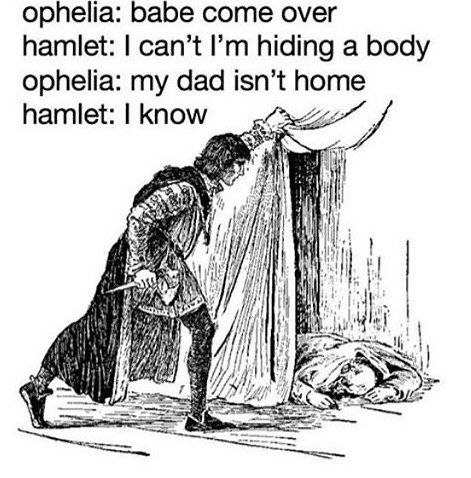 ophelia: babe come over
hamlet: I can't I'm hiding a body
ophelia: my dad isn't home
hamlet: I know